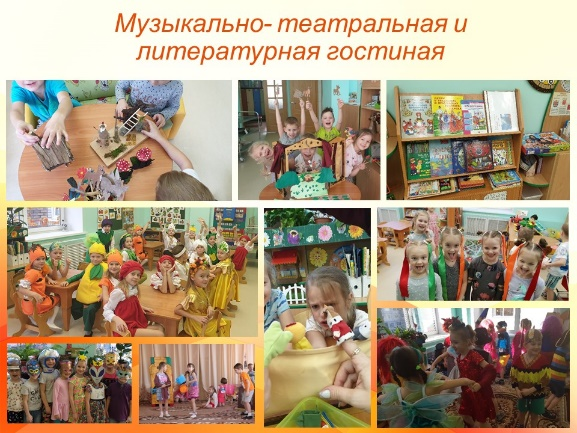 Музыкально- театральная и
литературная гостиная